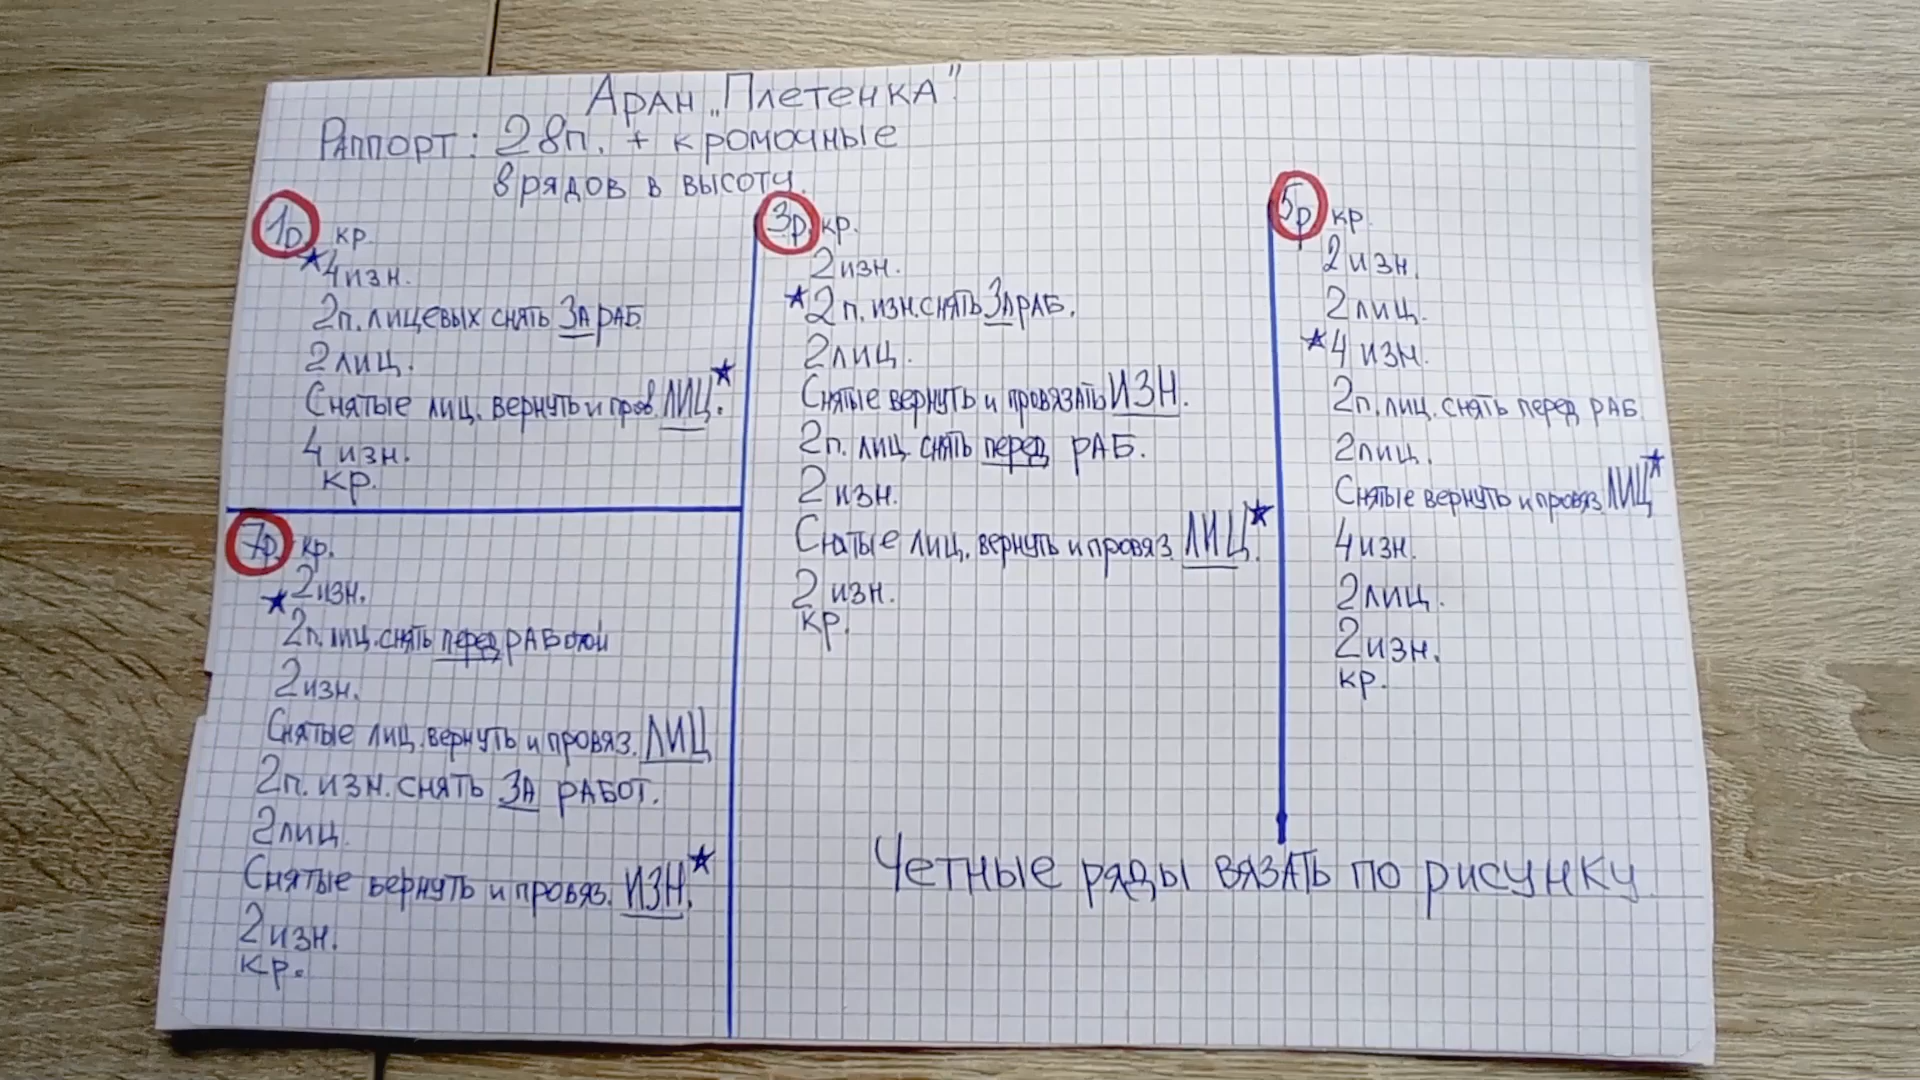 Аран „Плетенка"
Раппорт: 28п. + кромочные
8 рядов в высоту.
1р. кр.
*4 изн.
2п. лицевых снять ЗА раб
2 лиц.
Снятые лиц. вернуть и пров. ЛИЦ.*
4 изн.
кр.
7р. кр.
2 изн.
*2п. лиц. снять перед работой
2 изн.
Снятые лиц. вернуть и провяз. ЛИЦ
2п. изн. снять ЗА работ.
2 лиц.
Снятые вернуть и провяз. ИЗН.*
2 изн.
кр.
3р. кр.
2 изн.
*2п. изн. снять ЗА раб.
2 лиц.
Снятые вернуть и провязать ИЗН.
2п. лиц снять перед раб.
2 изн.
Снятые лиц. вернуть и провяз ЛИЦ.*
2 изн.
кр.
5р кр.
2 изн.
2 лиц.
*4 изн.
2п. лиц. снять перед раб.
2 лиц.
Снятые вернуть и провяз ЛИЦ*
4 изн.
2 лиц.
2 изн.
кр.
Четные ряды вязать по рисунку.